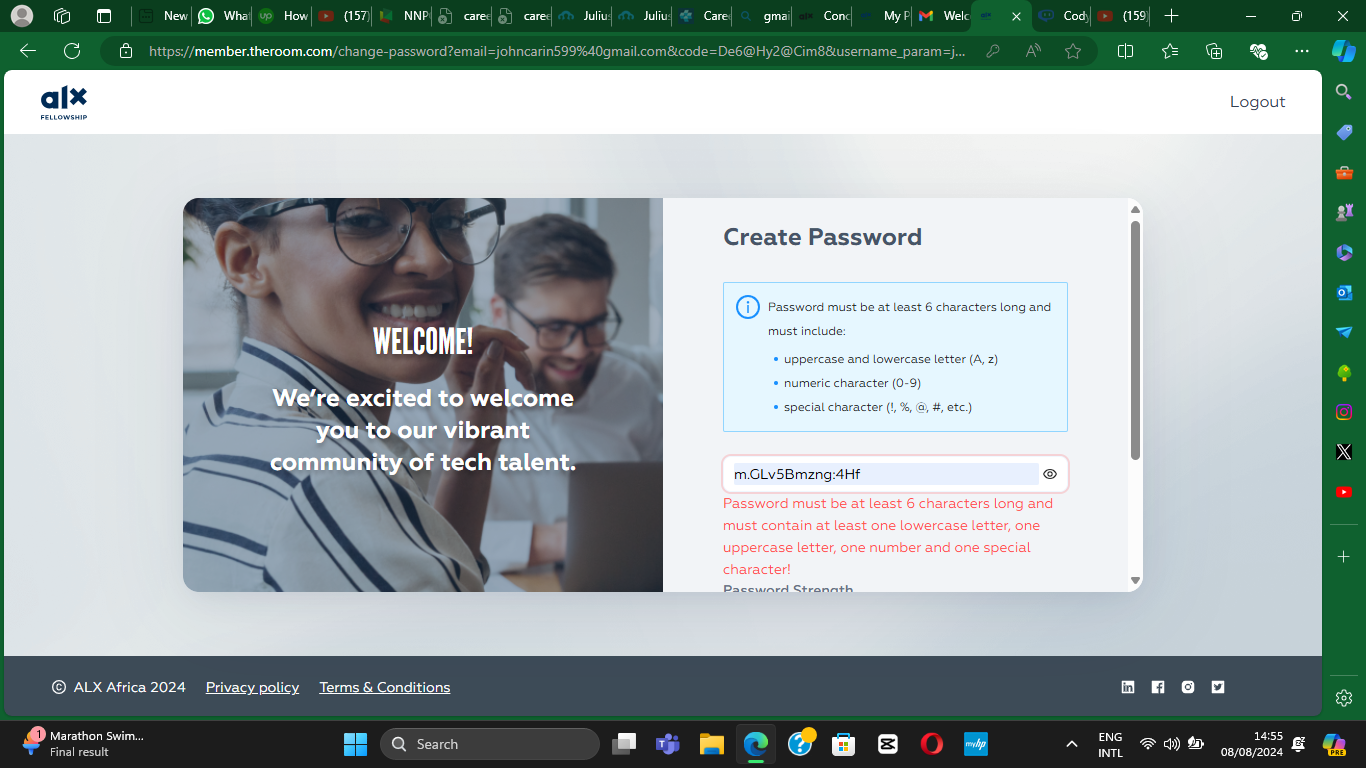 New
What
How
(157)
NNP
caree
caree
Julius
Juliu
Caree
gmai
Conc
My P
Welc
Cody
(159)
https://member.theroom.com/change-password?email=johncarin599%40gmail.com&code=De6@Hy2@Cim8&username_param=j...
alx
FELLOWSHIP
Logout
WELCOME!
We're excited to welcome
you to our vibrant
community of tech talent.
Create Password
Password must be at least 6 characters long and
must include:
uppercase and lowercase letter (A, z)
numeric character (0-9)
special character (!, %, @, #, etc.)
m.GLv5Bmzng:4Hf
Password must be at least 6 characters long and
must contain at least one lowercase letter, one
uppercase letter, one number and one special
character!
Password Strength
© ALX Africa 2024 Privacy policy Terms & Conditions
1
Marathon Swim...
Final result
Search
ENG
INTL
14:55
08/08/2024
PRE